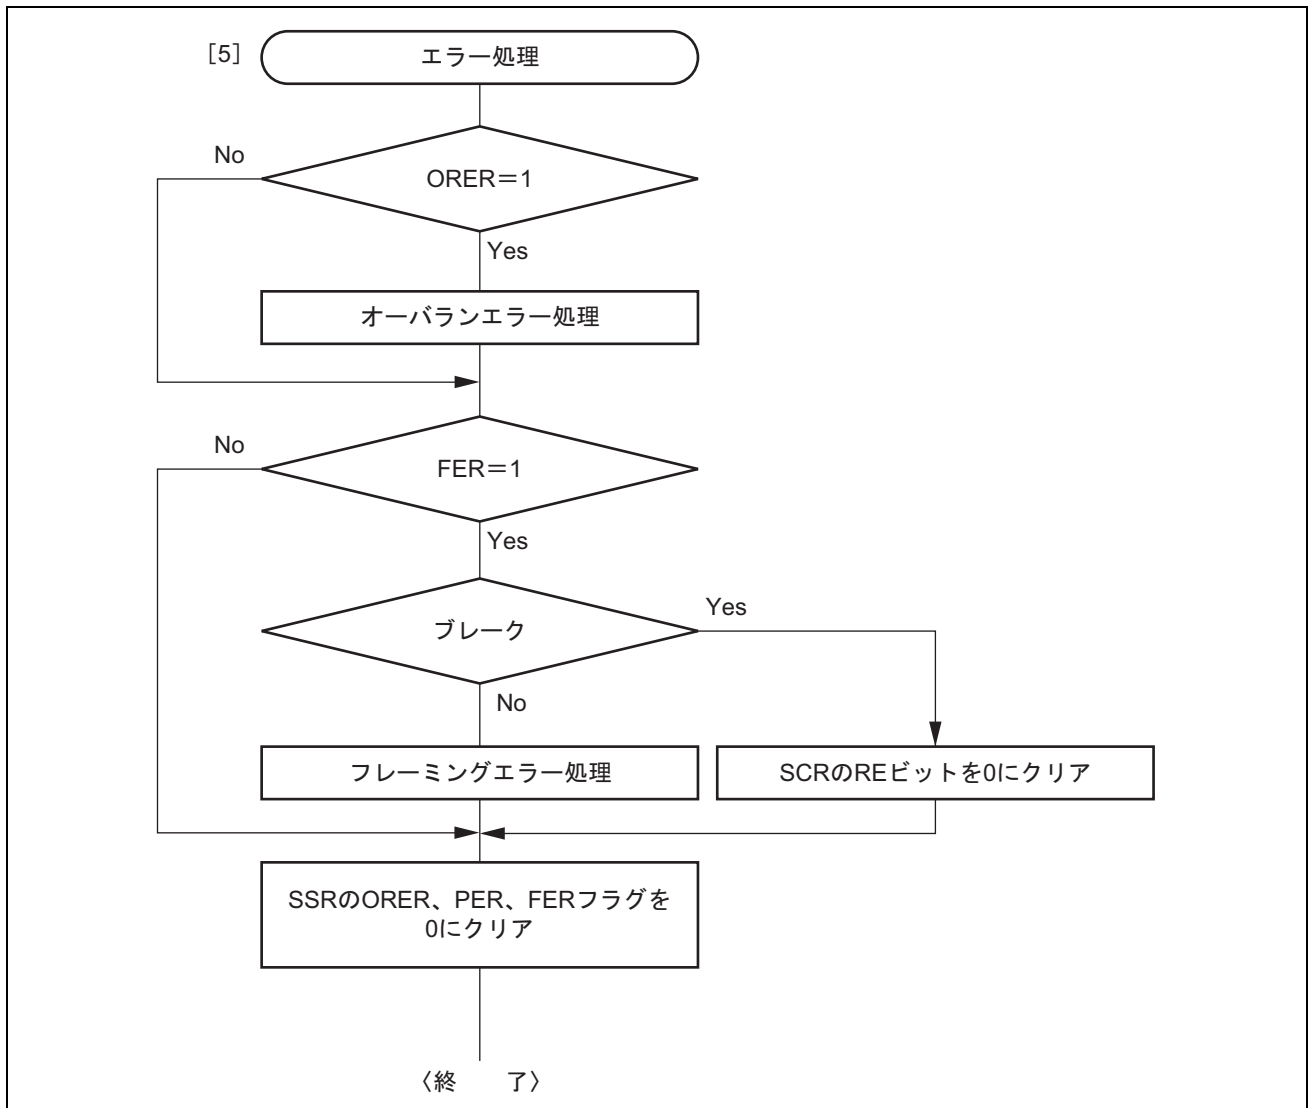 ［5］
エラー処理
No
ORER＝1
Yes
オーバランエラー処理
No
FER＝1
Yes
ブレーク
Yes
No
フレーミングエラー処理
SCRのREビットを0にクリア
SSRのORER、PER、FERフラグを
0にクリア
〈終　　了〉